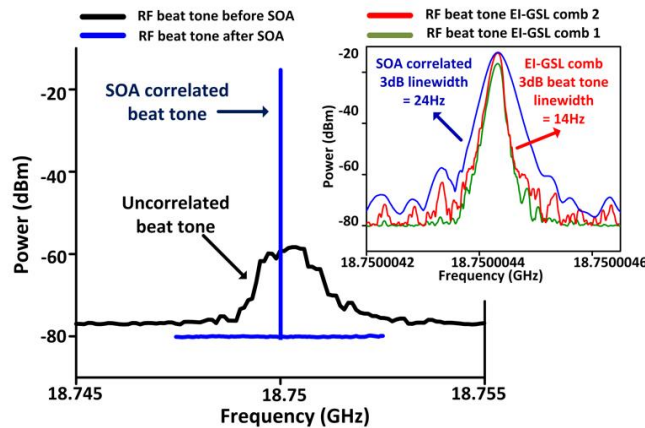 RF beat tone before SOA
RF beat tone after SOA
RF beat tone EI-GSL comb 2
RF beat tone EI-GSL comb 1
Power (dBm)
-20
-40
-60
-80
SOA correlated
beat tone
Uncorrelated
beat tone
18.745
18.75
18.755
Frequency (GHz)
Power (dBm)
-20
-40
-60
-80
SOA correlated
3dB linewidth
= 24Hz
EI-GSL comb
3dB beat tone
linewidth
= 14Hz
18.7500042
18.75000044
18.7500046
Frequency (GHz)